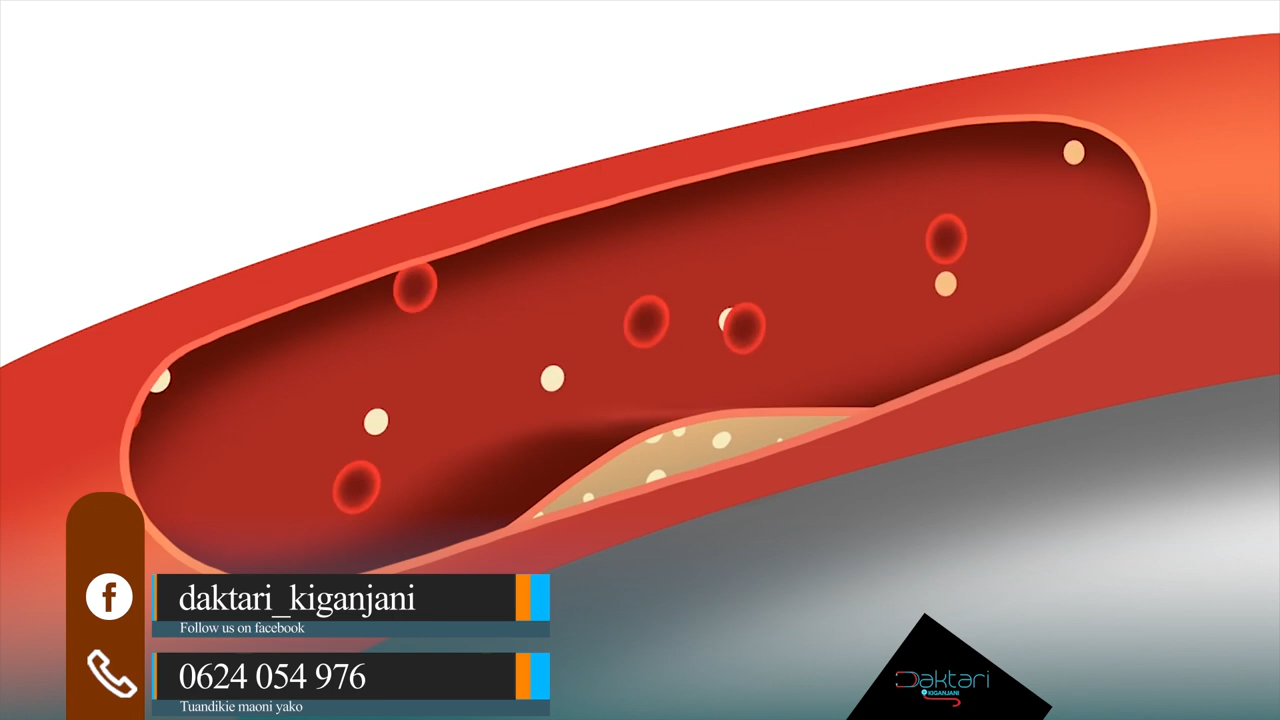 daktari_kiganjani
Follow us on facebook
0624 054 976
Tuandikie maoni yako
Daktari
KIGANJANI